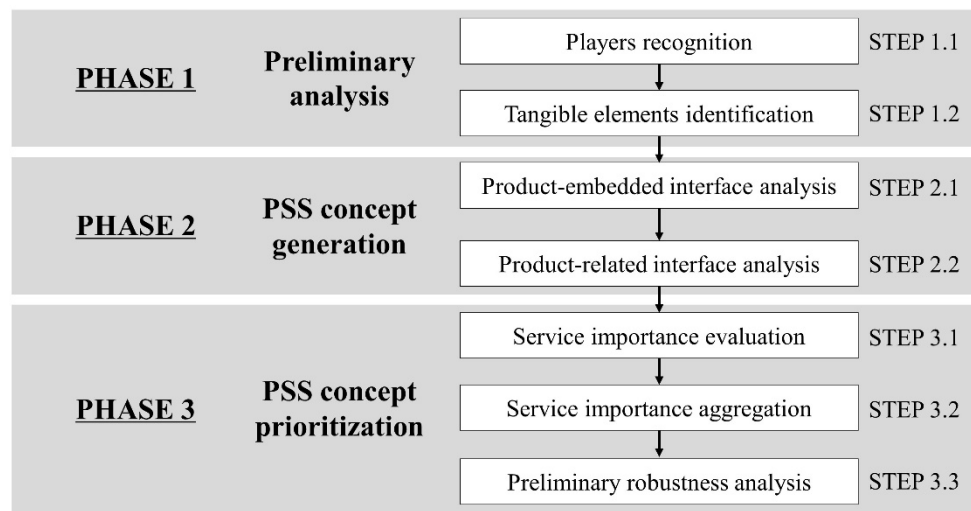 PHASE 1
Preliminary
analysis
Players recognition
STEP 1.1
Tangible elements identification
STEP 1.2
PHASE 2
PSS concept
generation
Product-embedded interface analysis
STEP 2.1
Product-related interface analysis
STEP 2.2
PHASE 3
PSS concept
prioritization
Service importance evaluation
STEP 3.1
Service importance aggregation
STEP 3.2
Preliminary robustness analysis
STEP 3.3